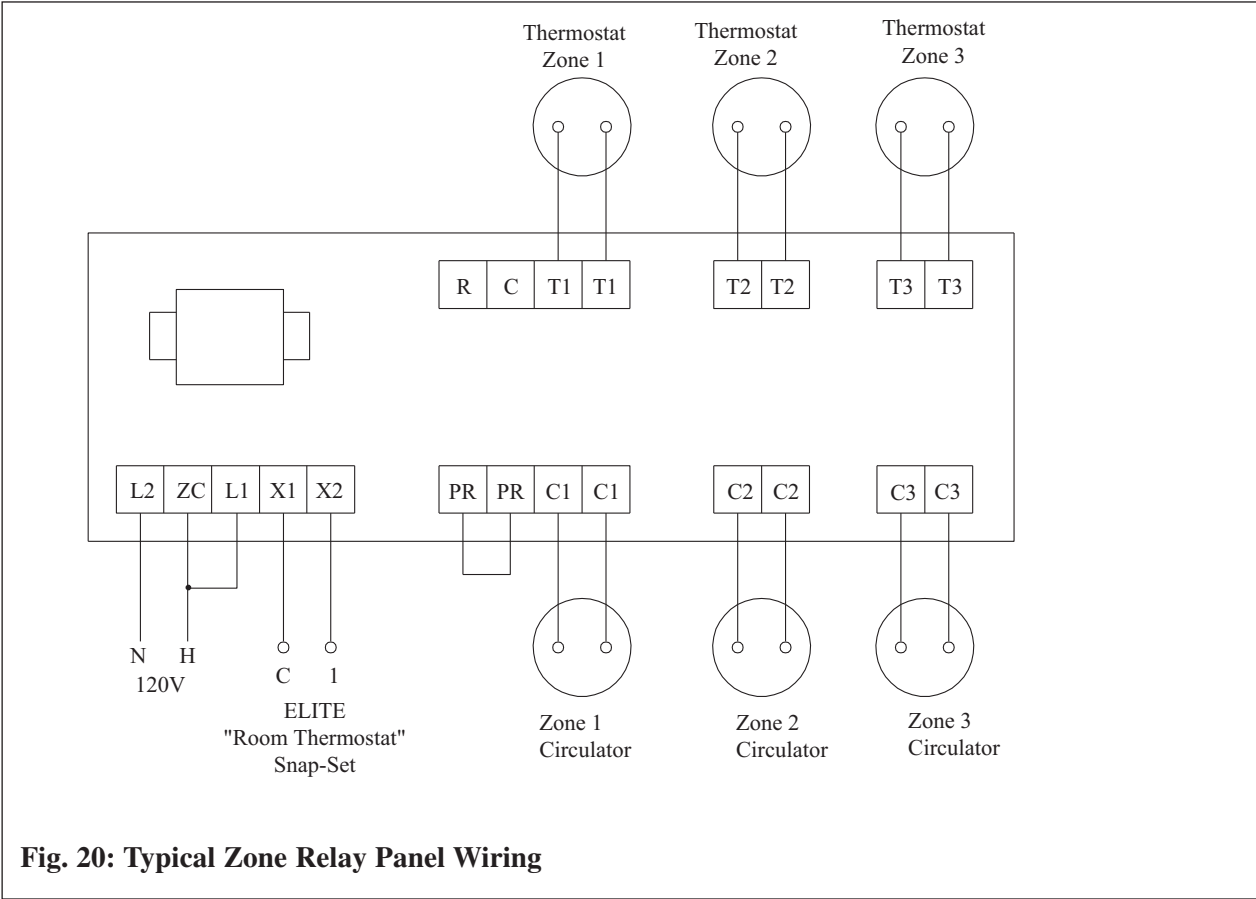 Thermostat
Zone 1
Thermostat
Zone 2
Thermostat
Zone 3
R C T1 T1
T2 T2
T3 T3
L2 ZC L1 X1 X2
PR PR C1 C1
C2 C2
C3 C3
N H
120V
C 1
ELITE
"Room Thermostat"
Snap-Set
Zone 1
Circulator
Zone 2
Circulator
Zone 3
Circulator
Fig. 20: Typical Zone Relay Panel Wiring